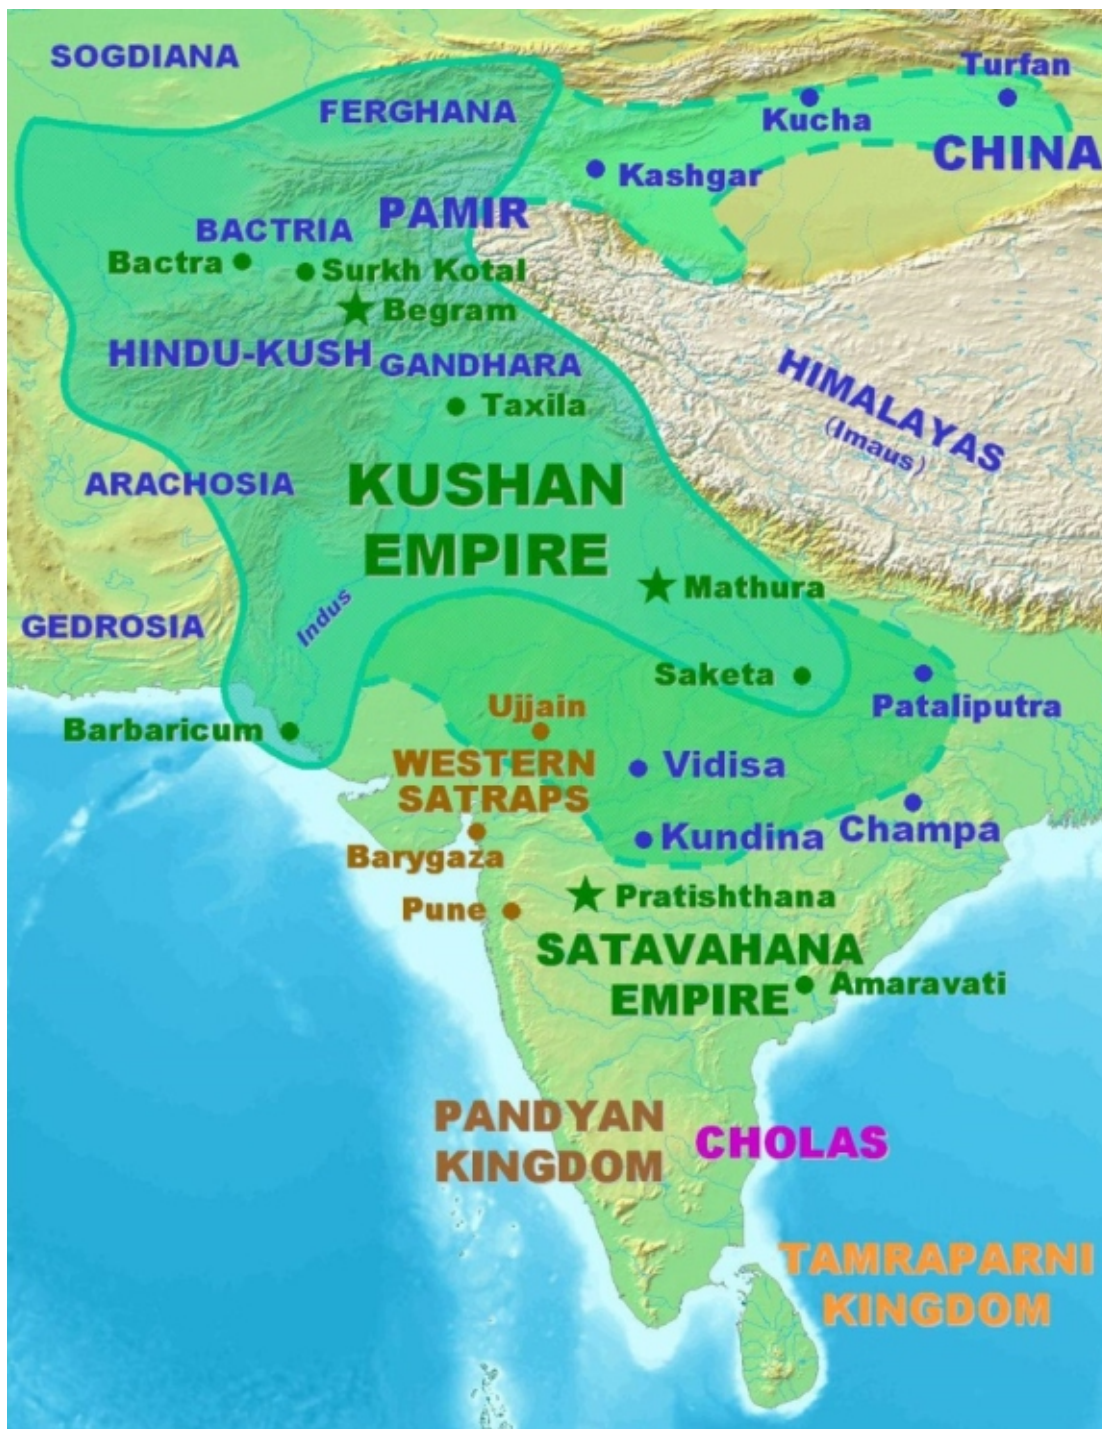 SOGDIANA
Turfan
FERGHANA
Kucha
CHINA
Kashgar
PAMIR
BACTRIA
Bactra
Surkh Kotal
Begram
HINDU-KUSH
GANDHARA
HIMALAYAS
(Imaus)
Taxila
ARACHOSIA
KUSHAN
EMPIRE
Mathura
Indus
GEDROSIA
Saketa
Pataliputra
Ujjain
Barbaricum
WESTERN
SATRAPS
Vidisa
Kundina
Champa
Barygaza
Pratishthana
Pune
SATAVAHANA
EMPIRE
Amaravati
PANDYAN
KINGDOM
CHOLAS
TAMRAPARNI
KINGDOM